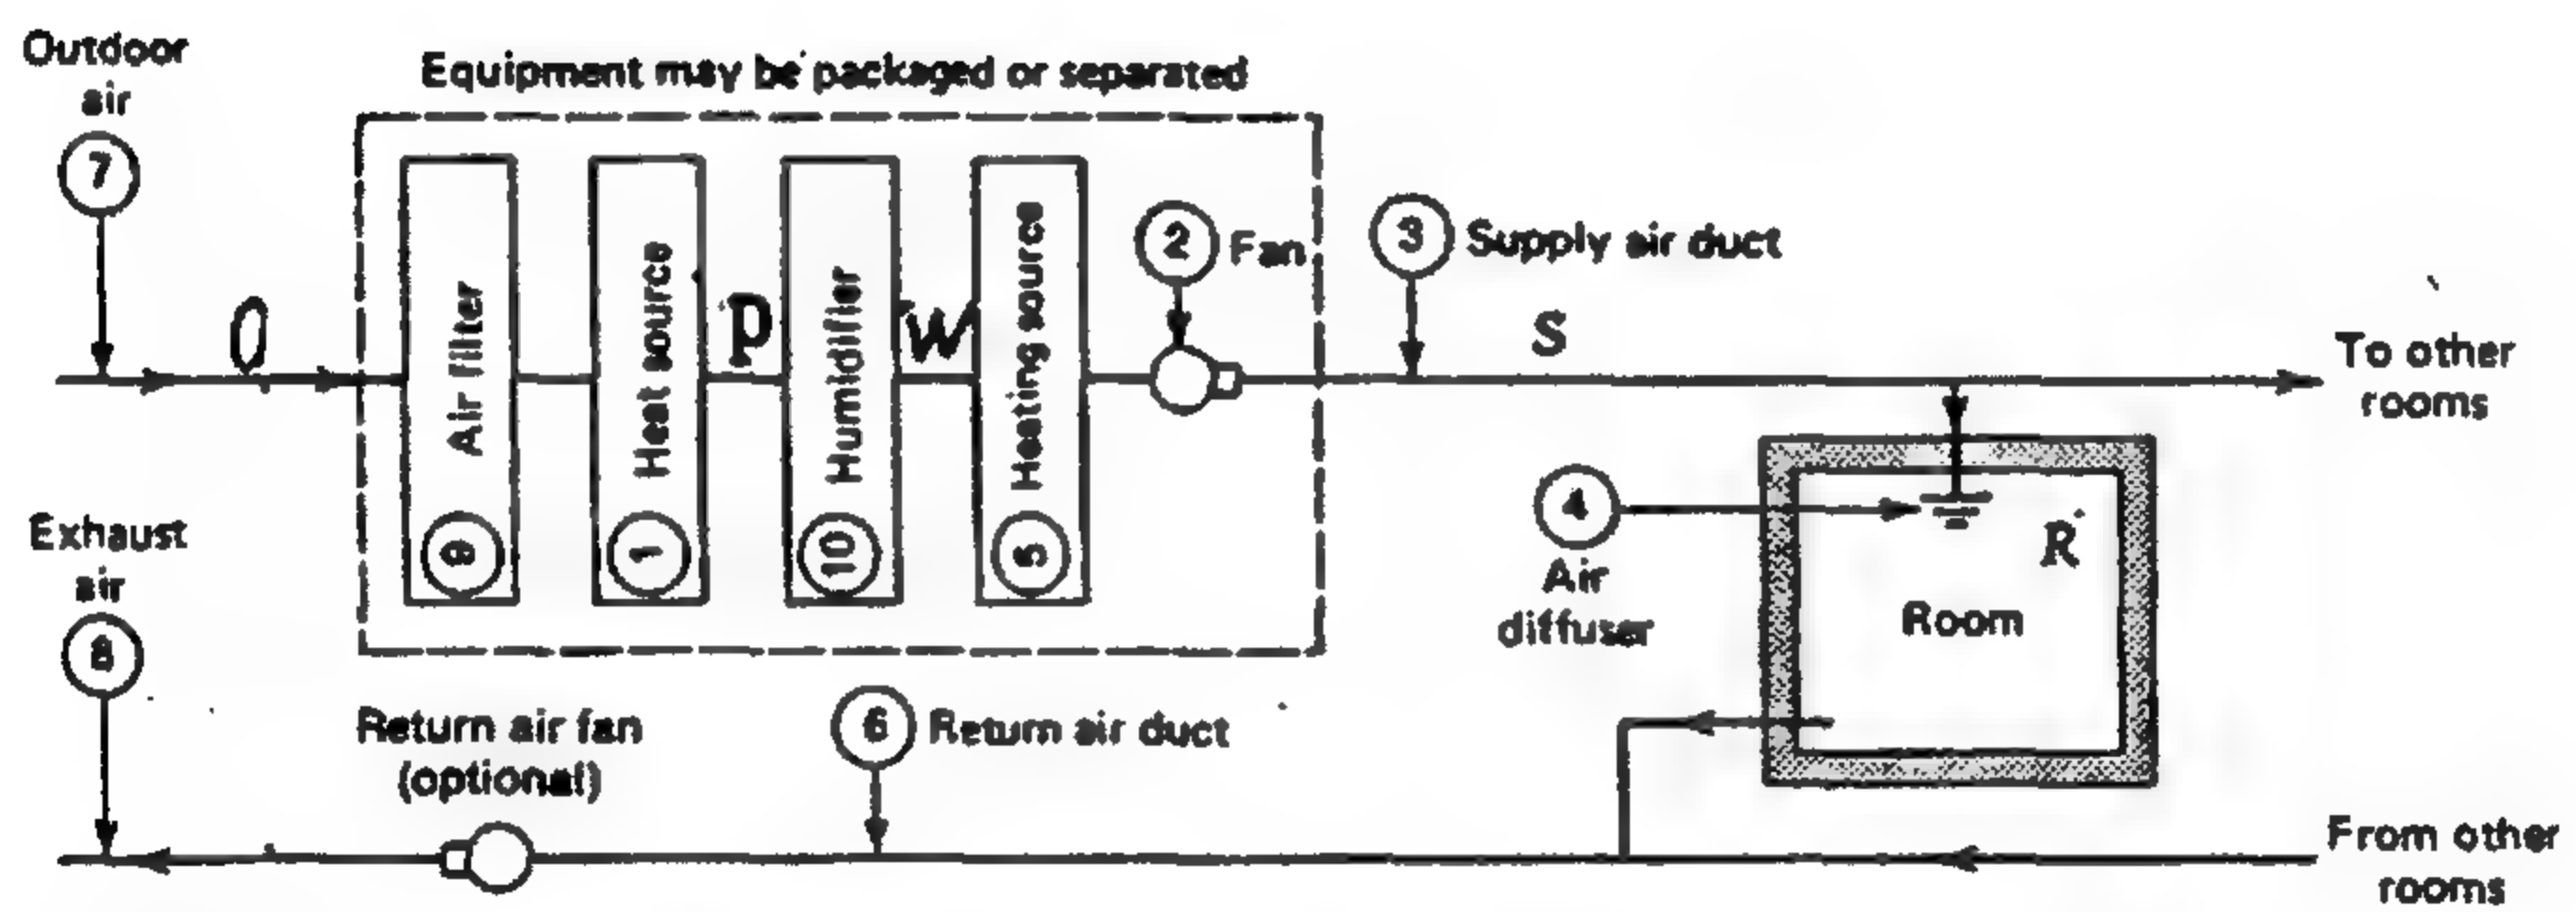 Outdoor
air
7
Equipment may be packaged or separated
O
Air filter
9
Heat source
1
P
Humidifier
10
W
Heating source
5
2
Fan
3
Supply air duct
S
To other
rooms
4
Air
diffuser
R
Room
Exhaust
air
8
Return air fan
(optional)
6
Return air duct
From other
rooms